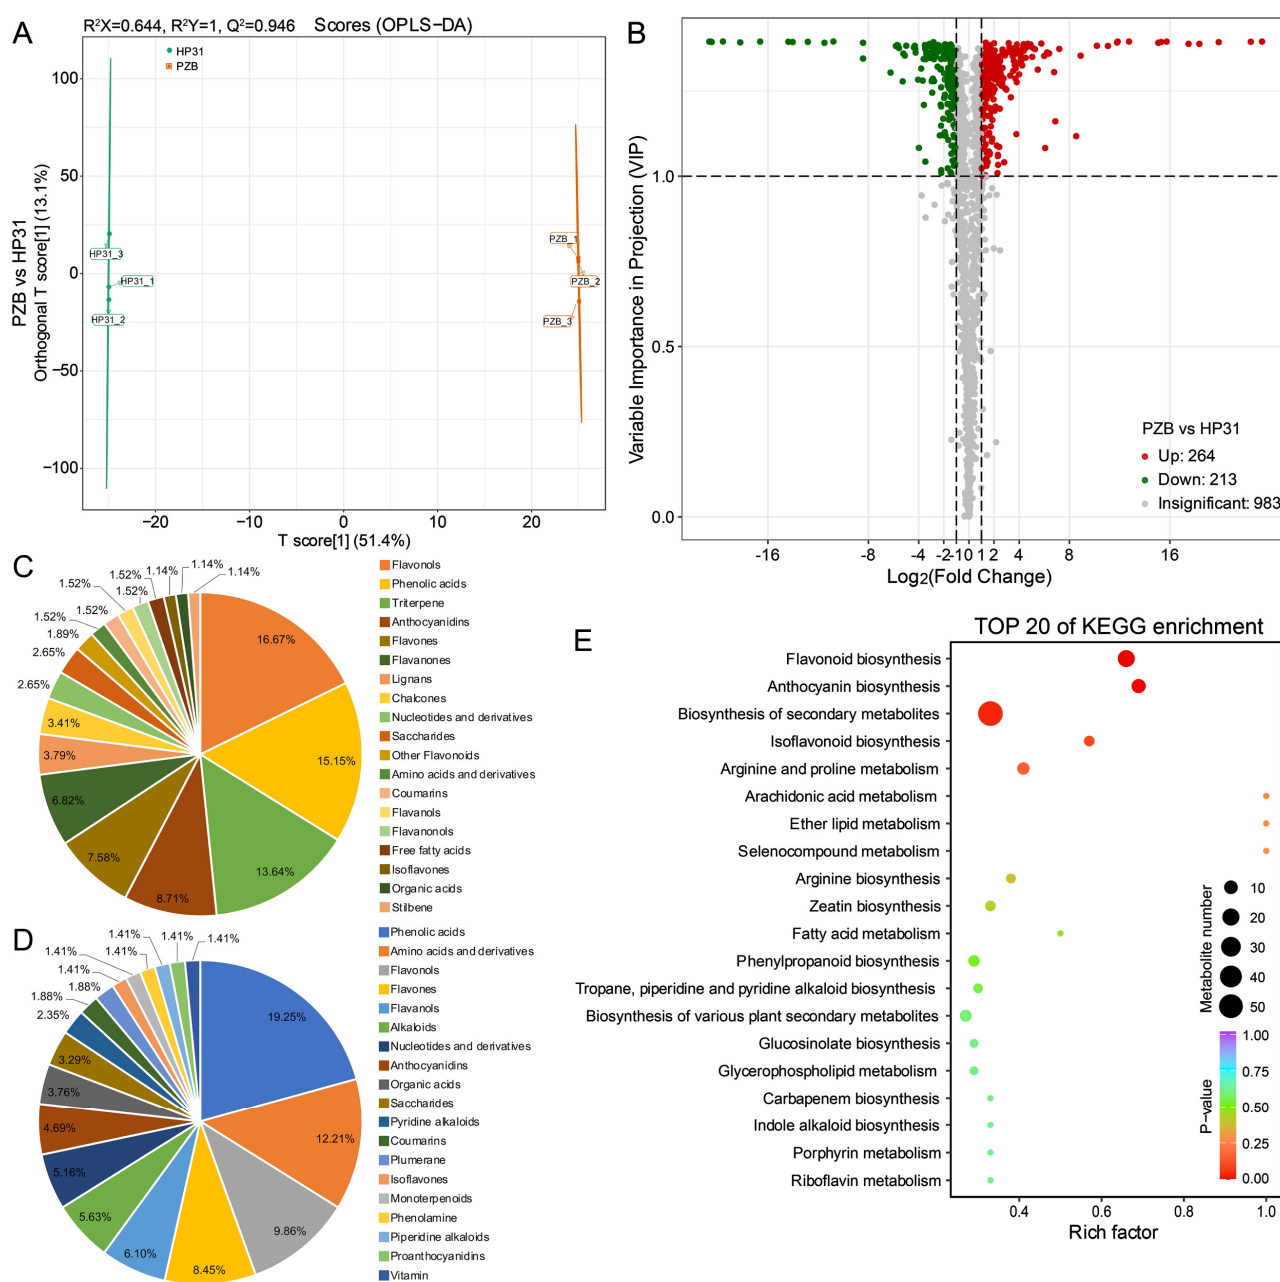 A
R²X=0.644, R²Y=1, Q²=0.946 Scores (OPLS−DA)
HP31
PZB
PZB vs HP31
Orthogonal T score[1] (13.1%)
100
50
0
−50
−100
HP31_3
HP31_1
HP31_2
PZB_1
PZB_2
PZB_3
−20
−10
0
10
20
T score[1] (51.4%)
B
Variable Importance in Projection (VIP)
1.0
0.5
0.0
PZB vs HP31
Up: 264
Down: 213
Insignificant: 983
-16
-8
-4
-2
-1
0
1
2
4
8
16
Log₂(Fold Change)
C
1.14%
1.14%
1.14%
1.52%
1.52%
1.52%
1.52%
1.52%
1.89%
2.65%
2.65%
3.41%
3.79%
6.82%
7.58%
8.71%
13.64%
15.15%
16.67%
Flavonols
Phenolic acids
Triterpene
Anthocyanidins
Flavones
Flavanones
Lignans
Chalcones
Nucleotides and derivatives
Saccharides
Other Flavonoids
Amino acids and derivatives
Coumarins
Flavanols
Flavanonols
Free fatty acids
Isoflavones
Organic acids
Stilbene
D
1.41%
1.41%
1.41%
1.41%
1.41%
1.41%
1.41%
1.88%
1.88%
2.35%
3.29%
3.76%
4.69%
5.16%
5.63%
6.10%
8.45%
9.86%
12.21%
19.25%
Phenolic acids
Amino acids and derivatives
Flavonols
Flavones
Flavanols
Alkaloids
Nucleotides and derivatives
Anthocyanidins
Organic acids
Saccharides
Pyridine alkaloids
Coumarins
Plumerane
Isoflavones
Monoterpenoids
Phenolamine
Piperidine alkaloids
Proanthocyanidins
Vitamin
E
TOP 20 of KEGG enrichment
Flavonoid biosynthesis
Anthocyanin biosynthesis
Biosynthesis of secondary metabolites
Isoflavonoid biosynthesis
Arginine and proline metabolism
Arachidonic acid metabolism
Ether lipid metabolism
Selenocompound metabolism
Arginine biosynthesis
Zeatin biosynthesis
Fatty acid metabolism
Phenylpropanoid biosynthesis
Tropane, piperidine and pyridine alkaloid biosynthesis
Biosynthesis of various plant secondary metabolites
Glucosinolate biosynthesis
Glycerophospholipid metabolism
Carbapenem biosynthesis
Indole alkaloid biosynthesis
Porphyrin metabolism
Riboflavin metabolism
0.4
0.6
0.8
1.0
Rich factor
Metabolite number
10
20
30
40
50
P−value
1.00
0.75
0.50
0.25
0.00